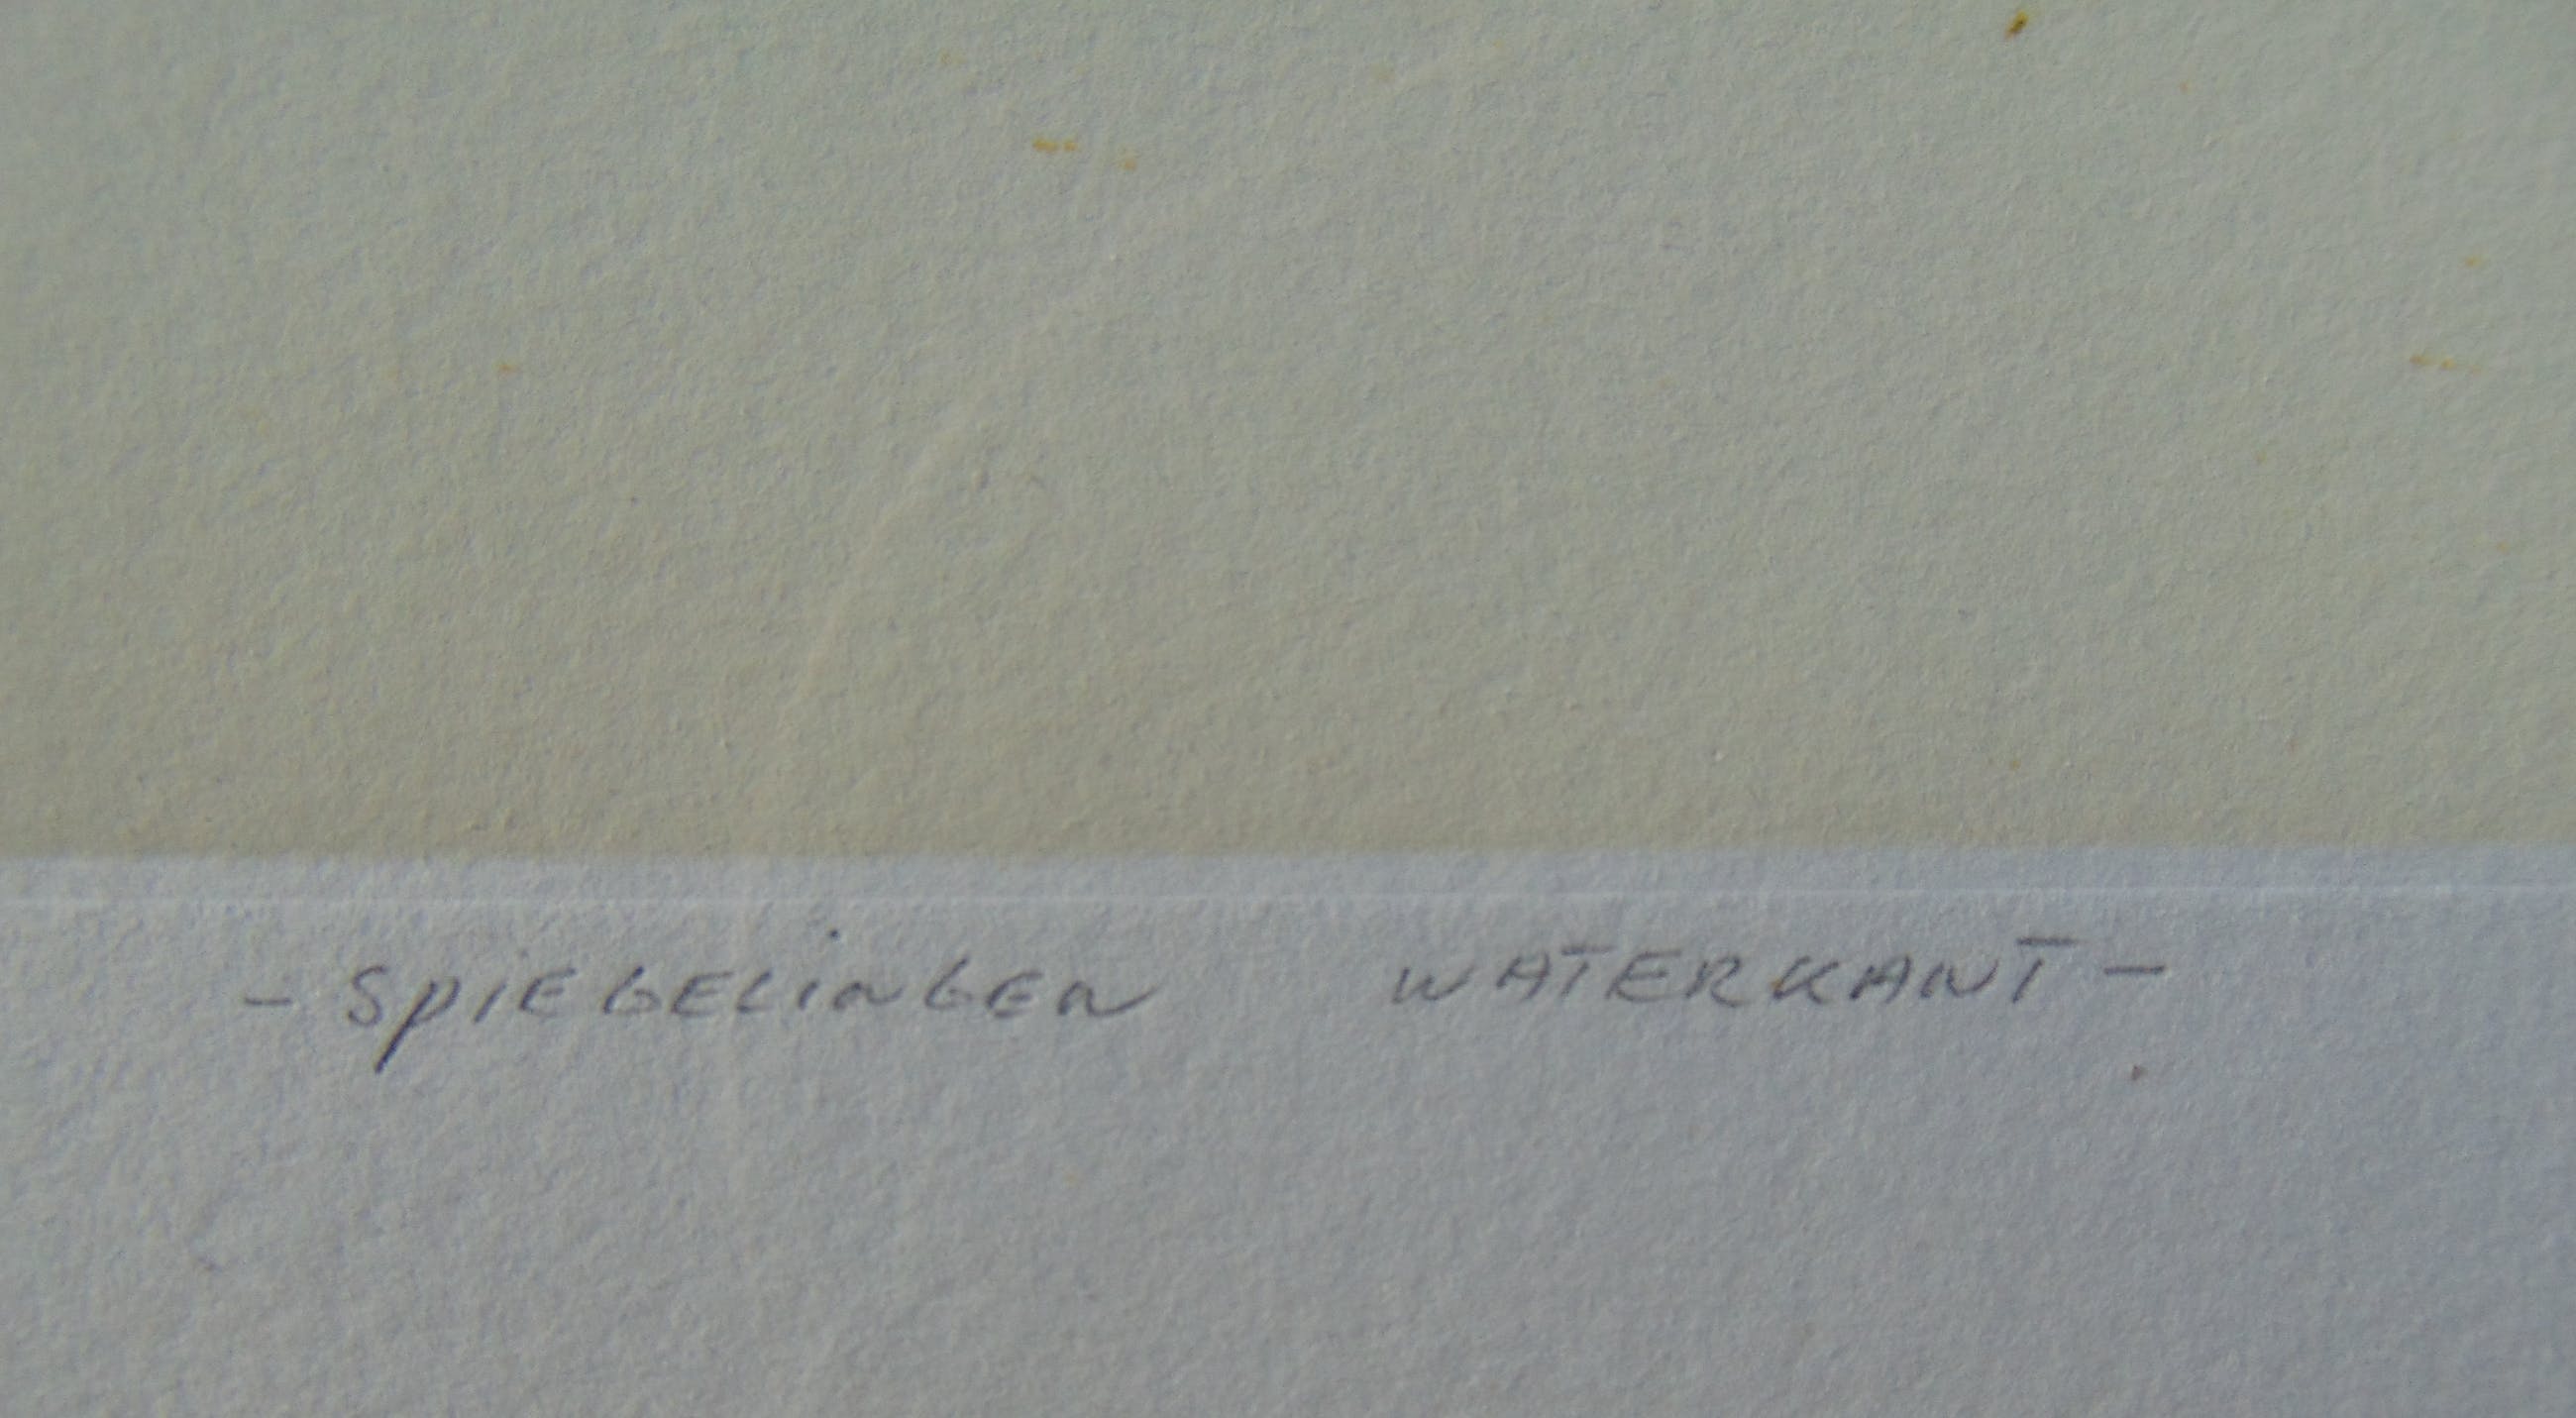 - SPiEGELiNGEN WATERKANT -